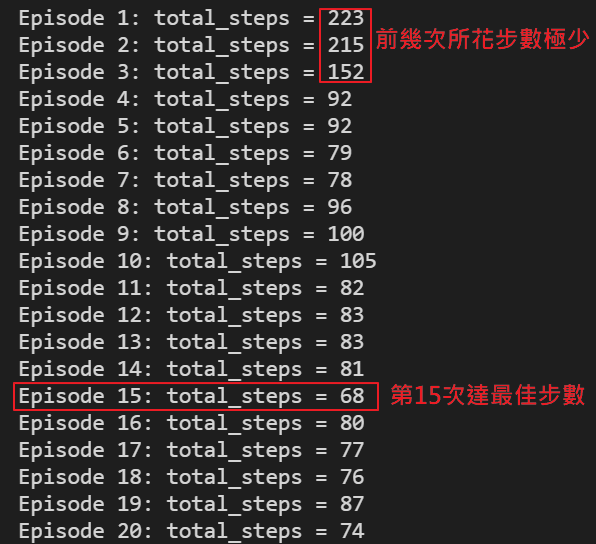 Episode 1: total_steps = 223
前幾次所花步數極少
Episode 2: total_steps = 215
Episode 3: total_steps = 152
Episode 4: total_steps = 92
Episode 5: total_steps = 92
Episode 6: total_steps = 79
Episode 7: total_steps = 78
Episode 8: total_steps = 96
Episode 9: total_steps = 100
Episode 10: total_steps = 105
Episode 11: total_steps = 82
Episode 12: total_steps = 83
Episode 13: total_steps = 83
Episode 14: total_steps = 81
Episode 15: total_steps = 68
第15次達最佳步數
Episode 16: total_steps = 80
Episode 17: total_steps = 77
Episode 18: total_steps = 76
Episode 19: total_steps = 87
Episode 20: total_steps = 74